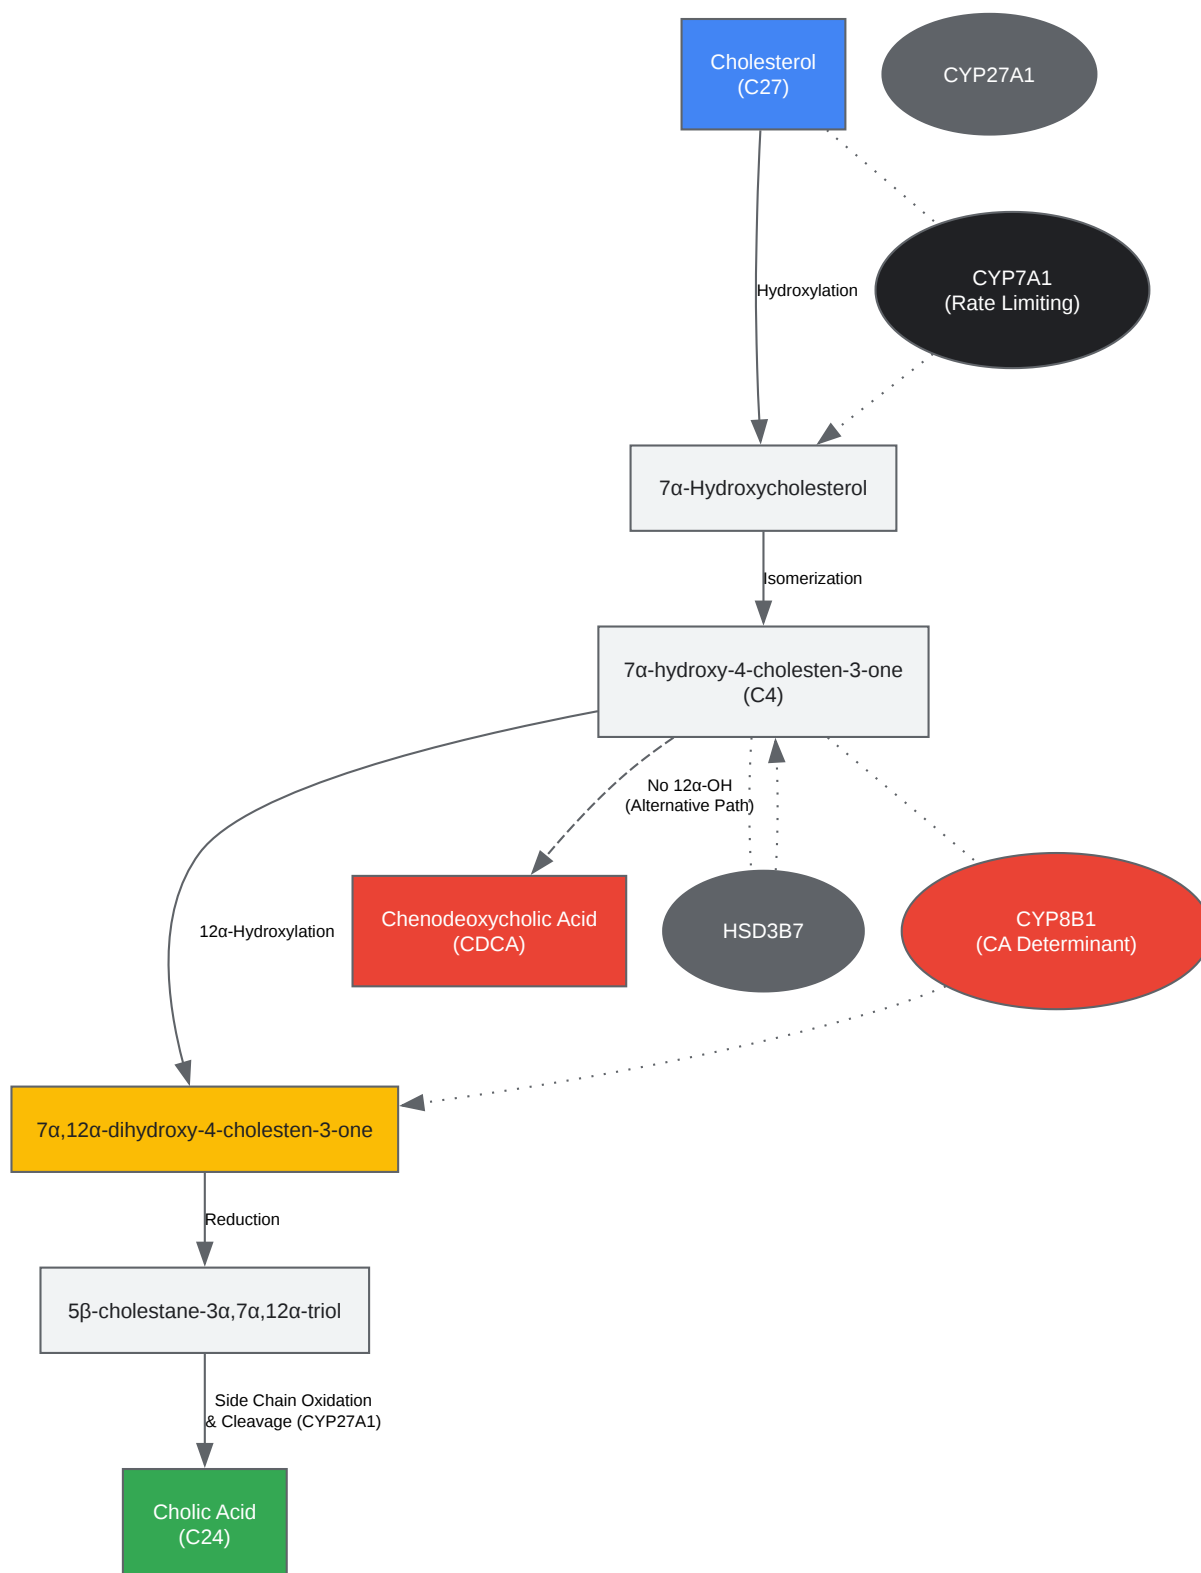 Cholesterol
(C27)
CYP27A1
CYP7A1
(Rate Limiting)
Hydroxylation
7α-Hydroxycholesterol
Isomerization
7α-hydroxy-4-cholesten-3-one
(C4)
No 12α-OH
(Alternative Path)
12α-Hydroxylation
Chenodeoxycholic Acid
(CDCA)
HSD3B7
CYP8B1
(CA Determinant)
7α,12α-dihydroxy-4-cholesten-3-one
Reduction
5β-cholestane-3α,7α,12α-triol
Side Chain Oxidation
& Cleavage (CYP27A1)
Cholic Acid
(C24)